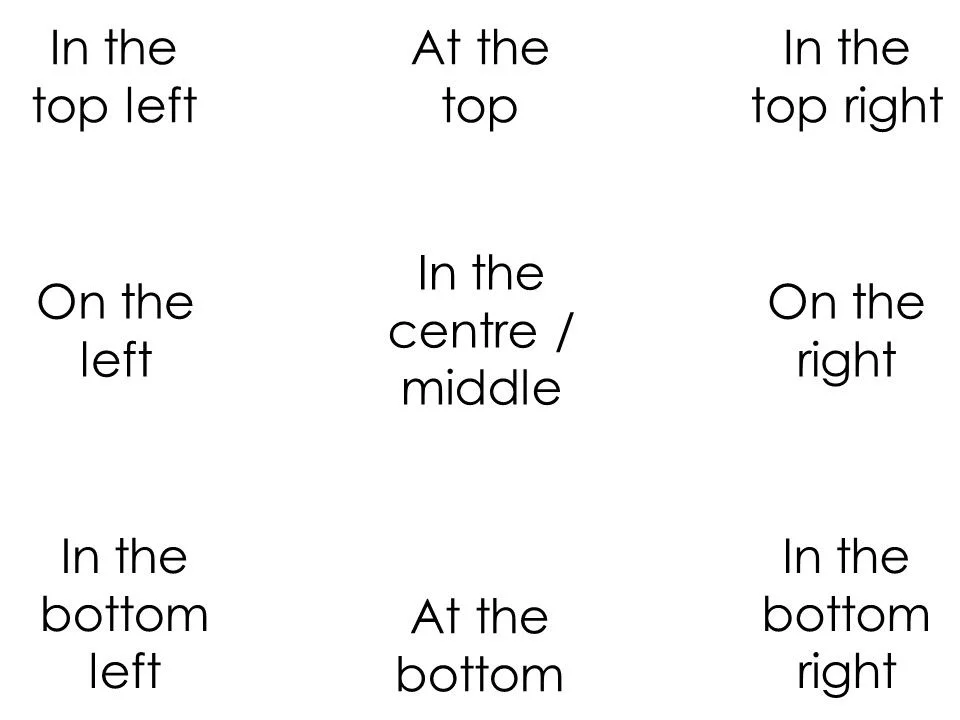 In the
top left
At the
top
In the
top right
On the
left
In the
centre /
middle
On the
right
In the
bottom
left
At the
bottom
In the
bottom
right